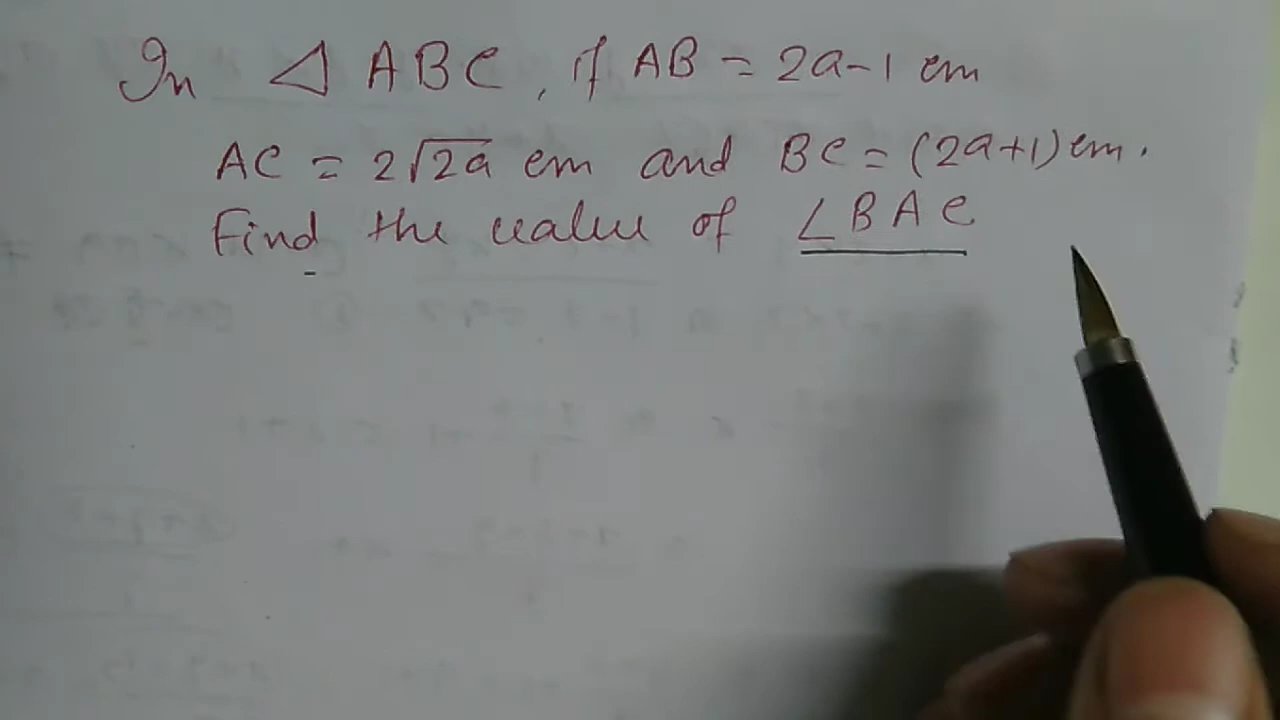 In △ ABC, if AB = 2a-1 cm
AC = 2√2a cm and BC = (2a+1) cm.
Find the value of ∠BAC